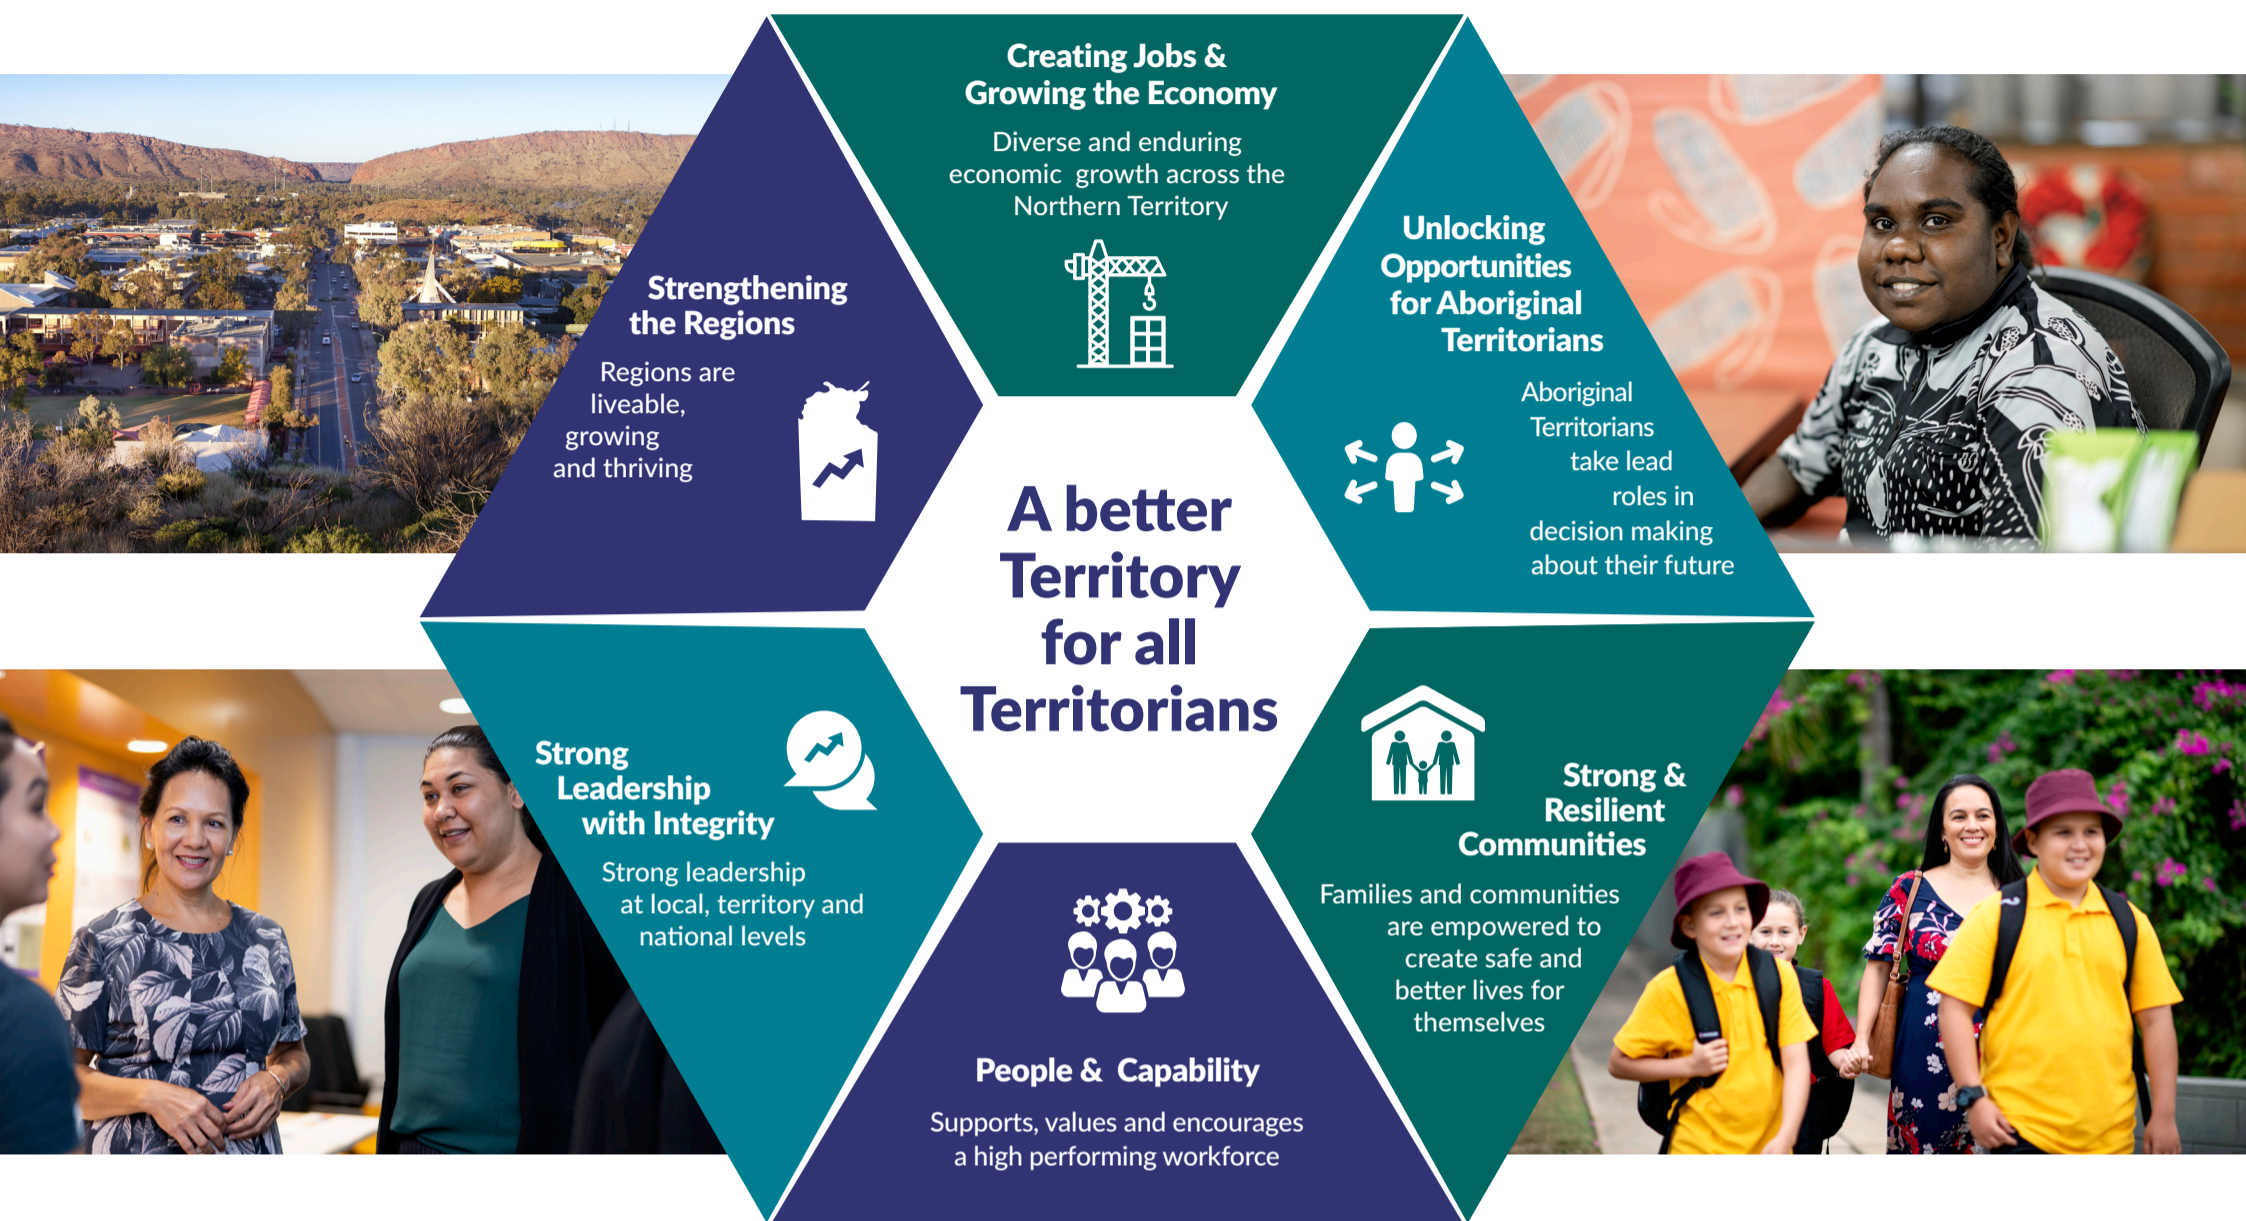 Creating Jobs &
Growing the Economy
Diverse and enduring
economic growth across the
Northern Territory
Unlocking
Opportunities
for Aboriginal
Territorians
Aboriginal
Territorians
take lead
roles in
decision making
about their future
Strong &
Resilient
Communities
Families and communities
are empowered to
create safe and
better lives for
themselves
People & Capability
Supports, values and encourages
a high performing workforce
Strong
Leadership
with Integrity
Strong leadership
at local, territory and
national levels
Strengthening
the Regions
Regions are
liveable,
growing
and thriving
A better
Territory
for all
Territorians